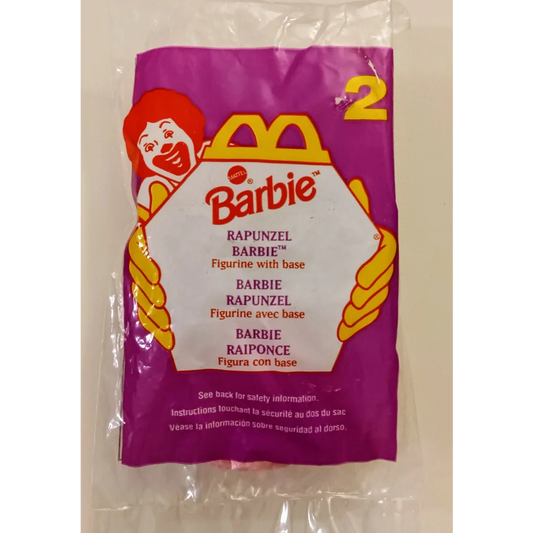 2
MATTEL
®
Barbie™
RAPUNZEL
BARBIE™
Figurine with base
®
BARBIE
RAPUNZEL
Figurine avec base
BARBIE
RAIPONCE
Figura con base
See back for safety information.
Instructions touchant la sécurité au dos du sac
Véase la información sobre seguridad al dorso.